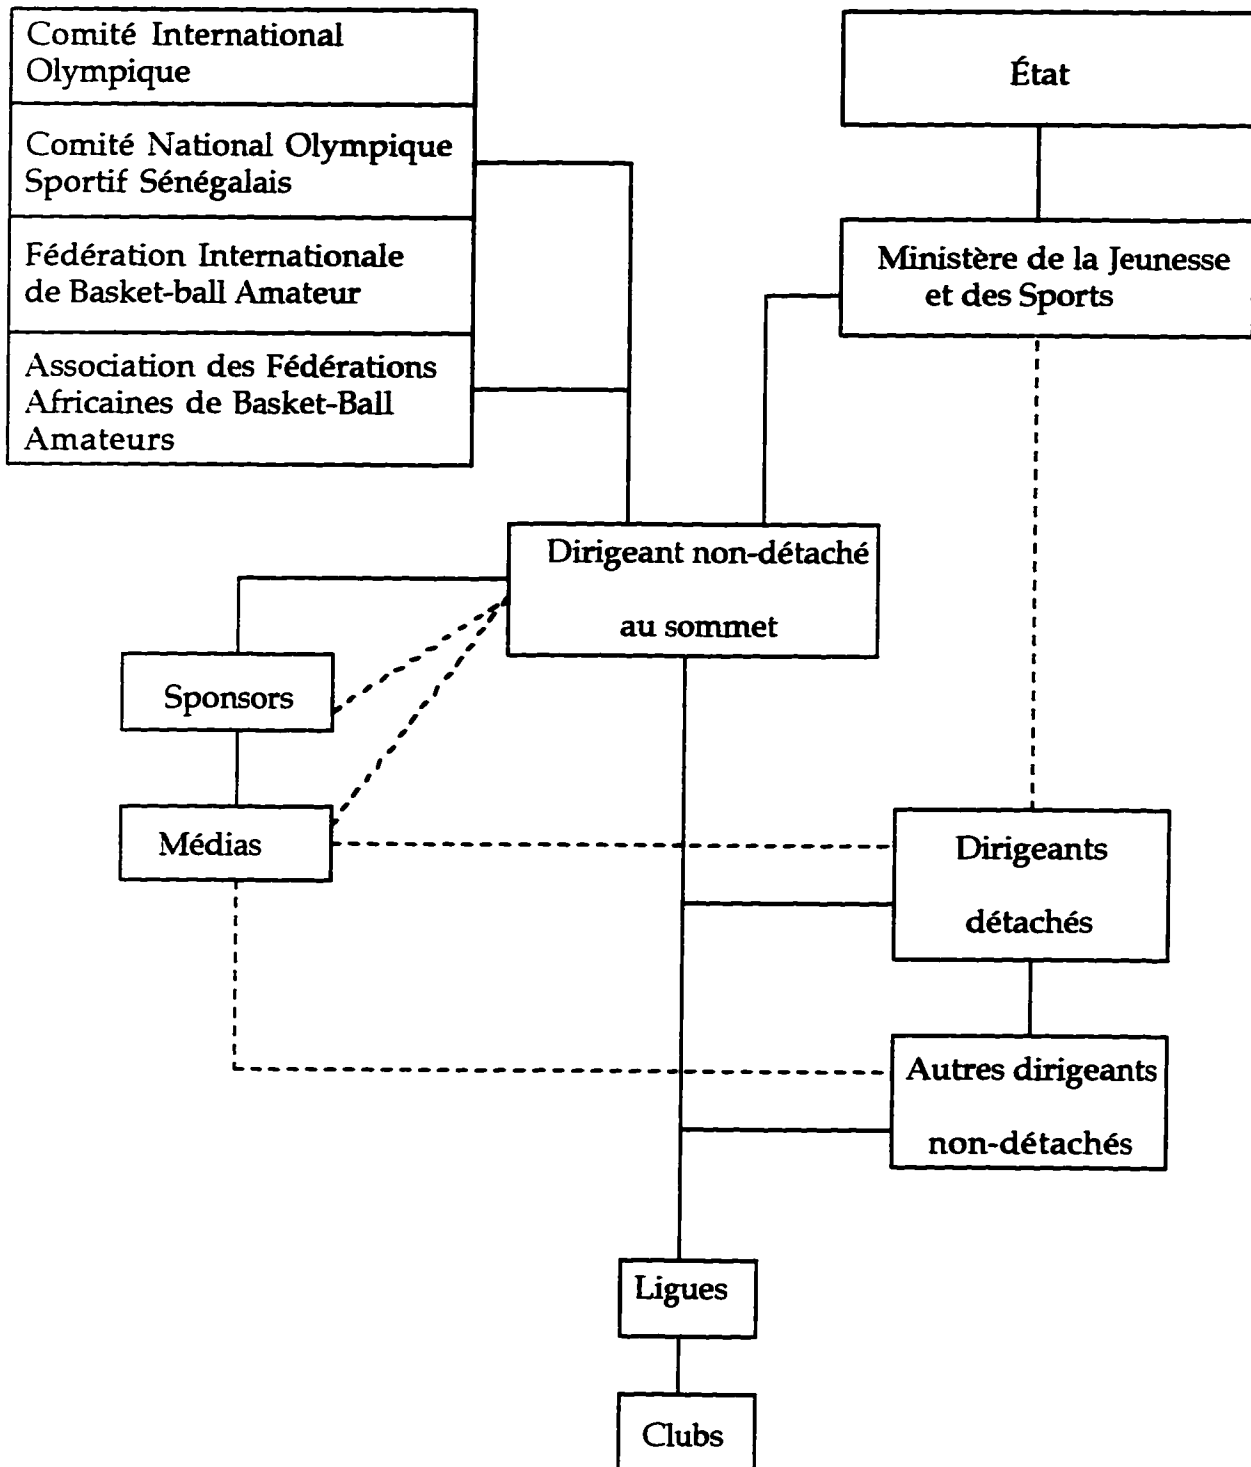 Comité International
Olympique
Comité National Olympique
Sportif Sénégalais
Fédération Internationale
de Basket-ball Amateur
Association des Fédérations
Africaines de Basket-Ball
Amateurs
État
Ministère de la Jeunesse
et des Sports
Dirigeant non-détaché
au sommet
Sponsors
Médias
Dirigeants
détachés
Autres dirigeants
non-détachés
Ligues
Clubs